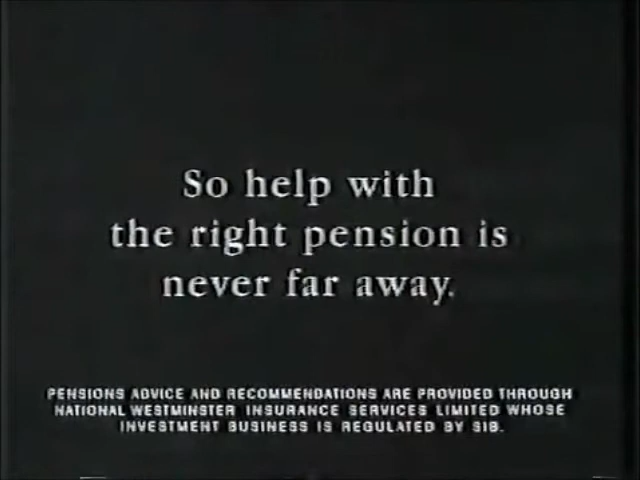 So help with
the right pension is
never far away.
PENSIONS ADVICE AND RECOMMENDATIONS ARE PROVIDED THROUGH
NATIONAL WESTMINSTER INSURANCE SERVICES LIMITED WHOSE
INVESTMENT BUSINESS IS REGULATED BY SIB.